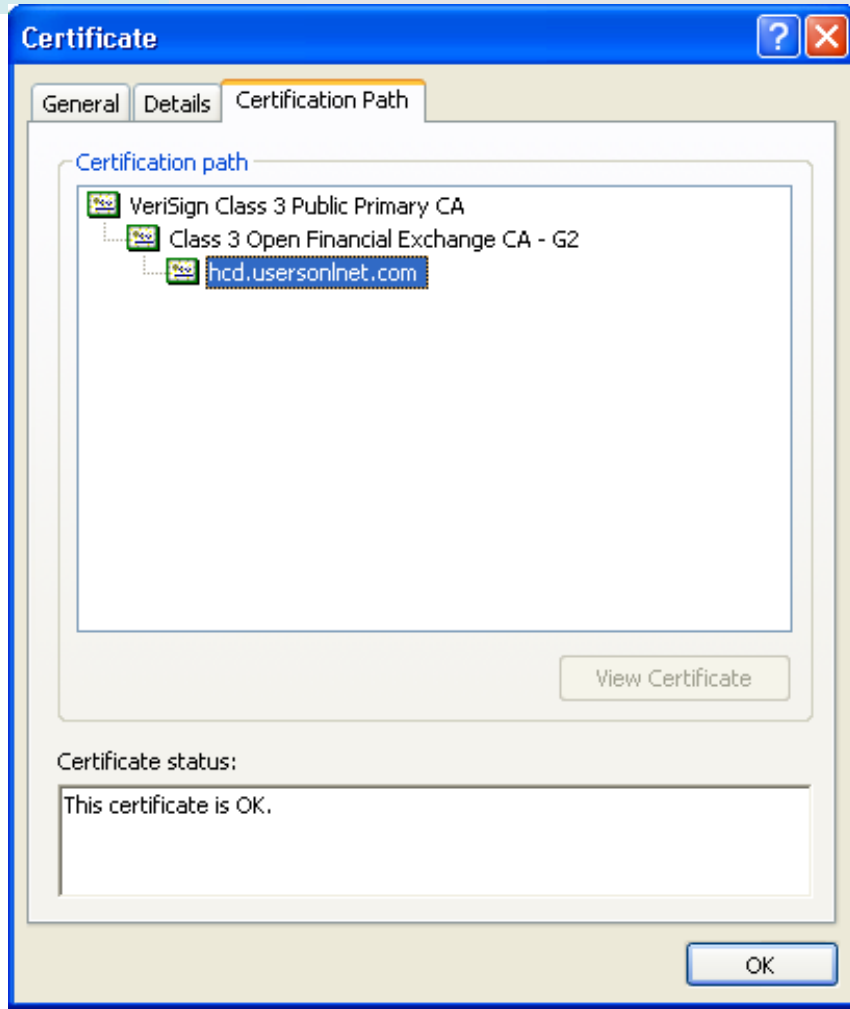 Certificate
General Details Certification Path
Certification path
VeriSign Class 3 Public Primary CA
Class 3 Open Financial Exchange CA - G2
hcd.usersonlnet.com
View Certificate
Certificate status:
This certificate is OK.
OK